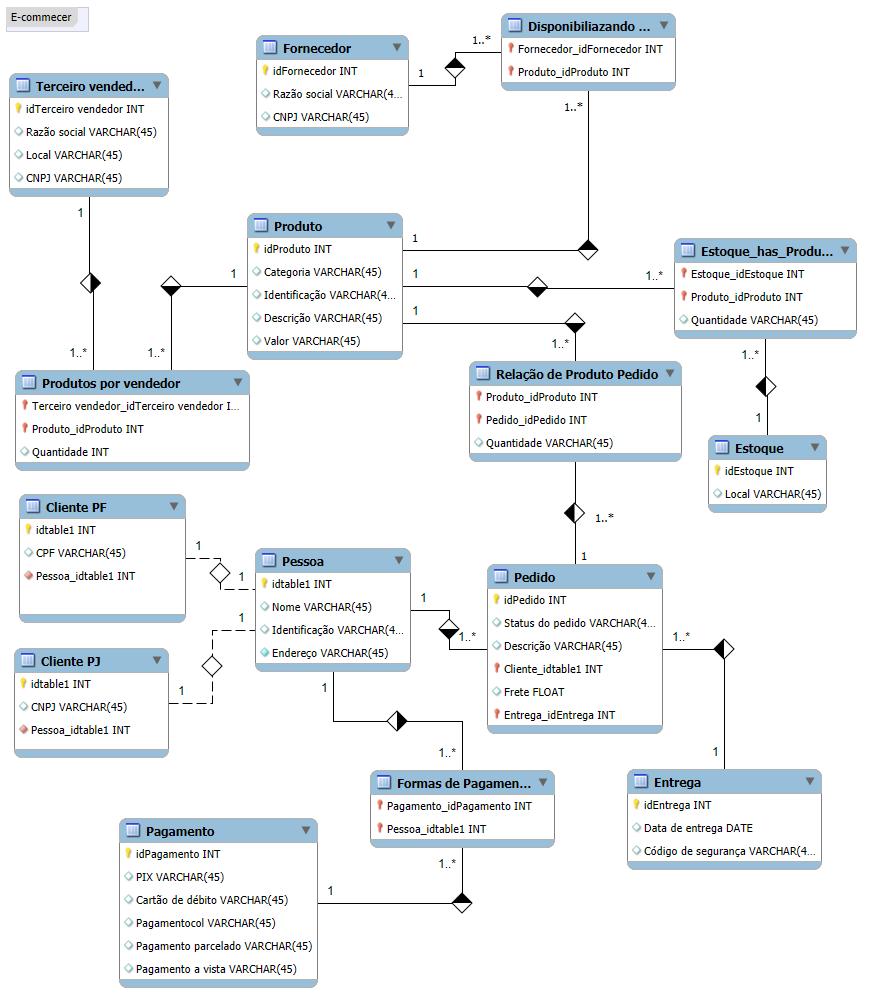 E-commecer
Disponibiliazando ...
Fornecedor_idFornecedor INT
Produto_idProduto INT
1..*
1..*
Fornecedor
idFornecedor INT
Razão social VARCHAR(4...
CNPJ VARCHAR(45)
1
Terceiro vended...
idTerceiro vendedor INT
Razão social VARCHAR(45)
Local VARCHAR(45)
CNPJ VARCHAR(45)
1
1..*
Produto
idProduto INT
Categoria VARCHAR(45)
Identificação VARCHAR(4...
Descrição VARCHAR(45)
Valor VARCHAR(45)
1
1
1
1
1..*
1..*
1..*
Estoque_has_Produ...
Estoque_idEstoque INT
Produto_idProduto INT
Quantidade VARCHAR(45)
1..*
1
Produtos por vendedor
Terceiro vendedor_idTerceiro vendedor I...
Produto_idProduto INT
Quantidade INT
Relação de Produto Pedido
Produto_idProduto INT
Pedido_idPedido INT
Quantidade VARCHAR(45)
1..*
1
Estoque
idEstoque INT
Local VARCHAR(45)
Cliente PF
idtable1 INT
CPF VARCHAR(45)
Pessoa_idtable1 INT
1
1
Pessoa
idtable1 INT
Nome VARCHAR(45)
Identificação VARCHAR(4...
Endereço VARCHAR(45)
1
1..*
Pedido
idPedido INT
Status do pedido VARCHAR(4...
Descrição VARCHAR(45)
Cliente_idtable1 INT
Frete FLOAT
Entrega_idEntrega INT
1..*
1
Cliente PJ
idtable1 INT
CNPJ VARCHAR(45)
Pessoa_idtable1 INT
1
1
1
1..*
Formas de Pagamen...
Pagamento_idPagamento INT
Pessoa_idtable1 INT
1..*
1
Entrega
idEntrega INT
Data de entrega DATE
Código de segurança VARCHAR(4...
Pagamento
idPagamento INT
PIX VARCHAR(45)
Cartão de débito VARCHAR(45)
Pagamentocol VARCHAR(45)
Pagamento parcelado VARCHAR(45)
Pagamento a vista VARCHAR(45)